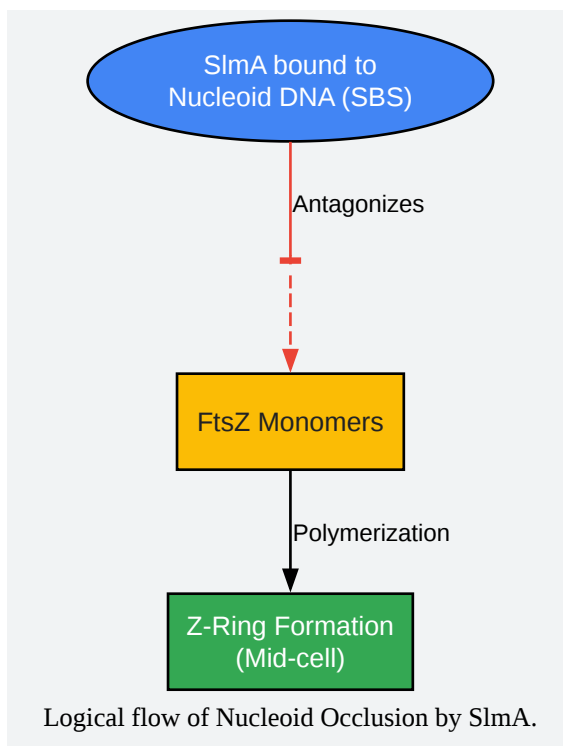 SlmA bound to
Nucleoid DNA (SBS)
Antagonizes
FtsZ Monomers
Polymerization
Z-Ring Formation
(Mid-cell)
Logical flow of Nucleoid Occlusion by SlmA.